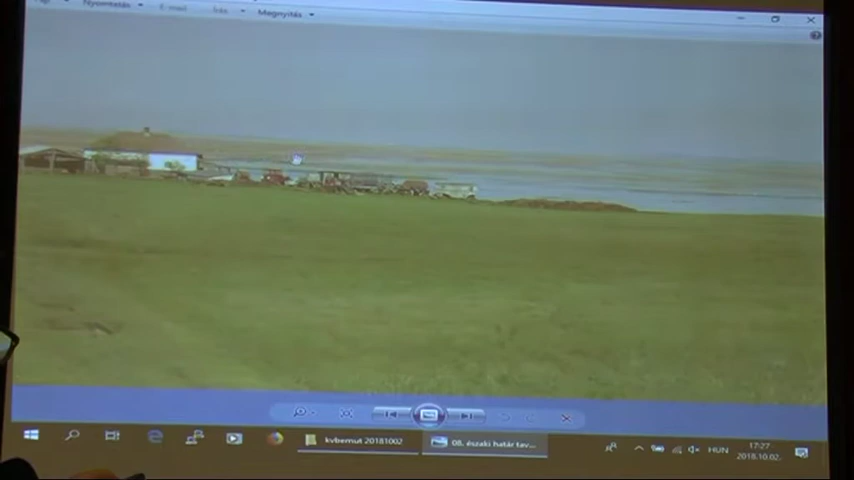 Nyomtatás E-mail Írás Megnyitás
kvbemut 20181002
08. északi határ tav...
HUN
17:27
2018.10.02.